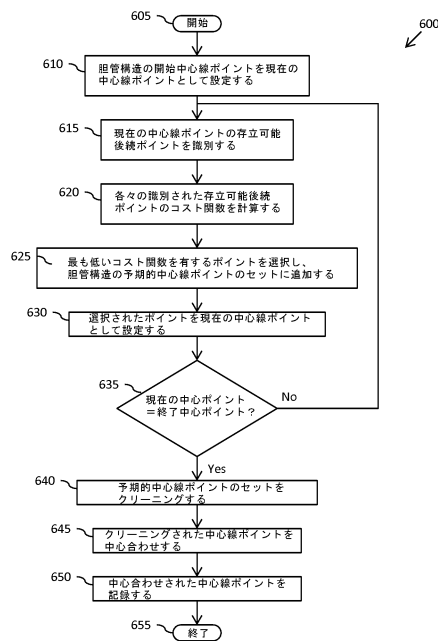 600
605
開始
610
胆管構造の開始中心線ポイントを現在の
中心線ポイントとして設定する
615
現在の中心線ポイントの存立可能
後続ポイントを識別する
620
各々の識別された存立可能後続
ポイントのコスト関数を計算する
625
最も低いコスト関数を有するポイントを選択し、
胆管構造の予期的中心線ポイントのセットに追加する
630
選択されたポイントを現在の中心線ポイント
として設定する
635
現在の中心ポイント
＝終了中心ポイント？
No
Yes
640
予期的中心線ポイントのセットを
クリーニングする
645
クリーニングされた中心線ポイントを
中心合わせする
650
中心合わせされた中心線ポイントを
記録する
655
終了